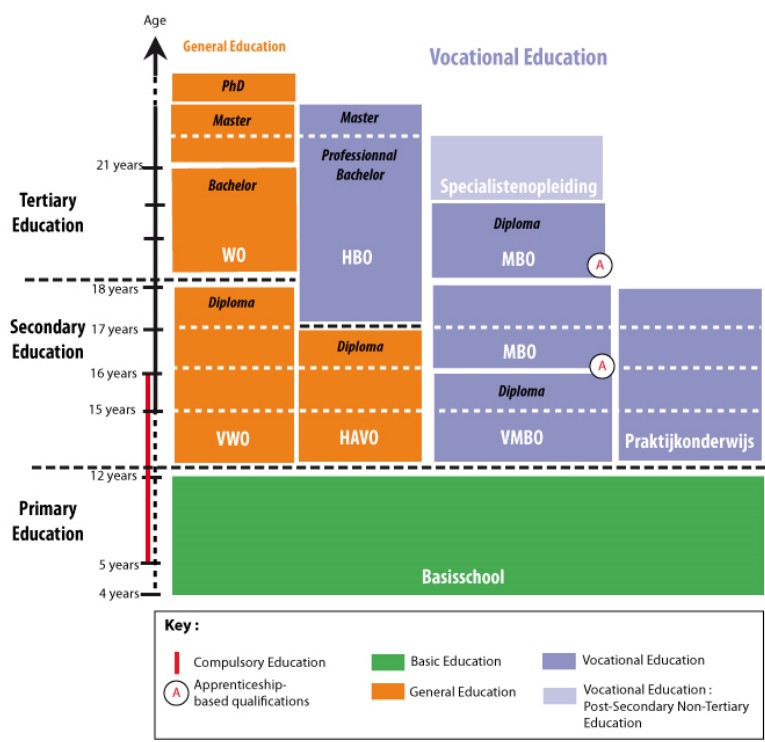 Age
General Education
Vocational Education
PhD
Master
Master
21 years
Professionnal
Bachelor
Bachelor
Specialistenopleiding
Tertiary
Education
Diploma
WO
HBO
MBO
A
18 years
Diploma
Secondary
Education
17 years
Diploma
MBO
A
16 years
Diploma
15 years
VWO
HAVO
VMBO
Praktijkonderwijs
12 years
Primary
Education
5 years
Basisschool
4 years
Key :
Compulsory Education
Basic Education
Vocational Education
A
Apprenticeship-
based qualifications
General Education
Vocational Education :
Post-Secondary Non-Tertiary
Education